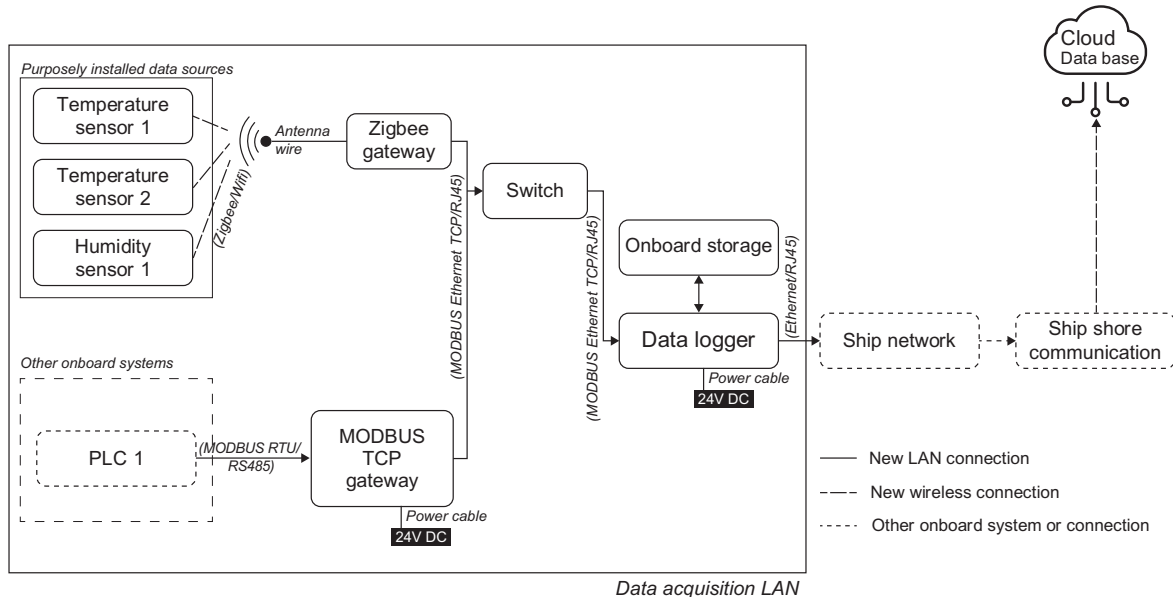 Cloud
Data base
Purposely installed data sources
Temperature
sensor 1
Temperature
sensor 2
Humidity
sensor 1
(Zigbee/Wifi)
Antenna
wire
Zigbee
gateway
(MODBUS Ethernet TCP/RJ45)
Switch
(MODBUS Ethernet TCP/RJ45)
Onboard storage
Data logger
(Ethernet/RJ45)
Power cable
24V DC
Ship network
Ship shore
communication
Other onboard systems
PLC 1
(MODBUS RTU/
RS485)
MODBUS
TCP
gateway
Power cable
24V DC
New LAN connection
New wireless connection
Other onboard system or connection
Data acquisition LAN